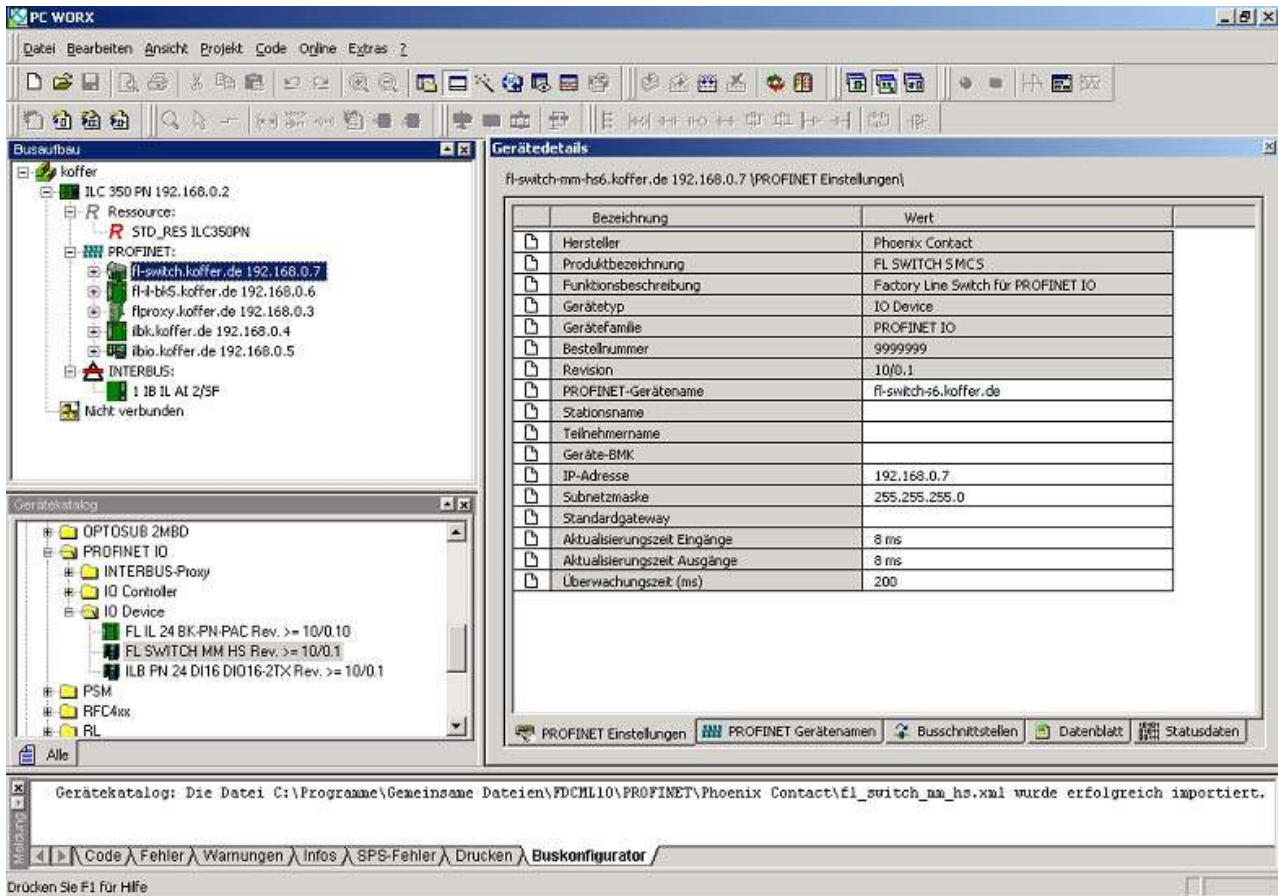 PC WORX
Datei Bearbeiten Ansicht Projekt Code Online Extras ?
Busaufbau
koffer
ILC 350 PN 192.168.0.2
Ressource:
STD_RES ILC350PN
PROFINET:
fl-switch.koffer.de 192.168.0.7
fl-il-bk5.koffer.de 192.168.0.6
flproxy.koffer.de 192.168.0.3
ibk.koffer.de 192.168.0.4
ibio.koffer.de 192.168.0.5
INTERBUS:
1 IB IL AI 2/SF
Nicht verbunden
Gerätekatalog
OPTOSUB 2MBD
PROFINET IO
INTERBUS-Proxy
IO Controller
IO Device
FL IL 24 BK-PN-PAC Rev. >= 10/0.10
FL SWITCH MM HS Rev. >= 10/0.1
ILB PN 24 DI16 DIO16-2TX Rev. >= 10/0.1
PSM
RFC4xx
RL
Alle
Gerätedetails
fl-switch-mm-hs6.koffer.de 192.168.0.7 \PROFINET Einstellungen\
Bezeichnung Wert
Hersteller Phoenix Contact
Produktbezeichnung FL SWITCH SMCS
Funktionsbeschreibung Factory Line Switch für PROFINET IO
Gerätetyp IO Device
Gerätefamilie PROFINET IO
Bestellnummer 9999999
Revision 10/0.1
PROFINET-Gerätename fl-switch-s6.koffer.de
Stationsname
Teilnehmername
Geräte-BMK
IP-Adresse 192.168.0.7
Subnetzmaske 255.255.255.0
Standardgateway
Aktualisierungszeit Eingänge 8 ms
Aktualisierungszeit Ausgänge 8 ms
Überwachungszeit (ms) 200
PROFINET Einstellungen PROFINET Gerätenamen Busschnittstellen Datenblatt Statusdaten
Meldung
Gerätekatalog: Die Datei C:\Programme\Gemeinsame Dateien\FDCML10\PROFINET\Phoenix Contact\fl_switch_mm_hs.xml wurde erfolgreich importiert.
Code Fehler Warnungen Infos SPS-Fehler Drucken Buskonfigurator
Drücken Sie F1 für Hilfe